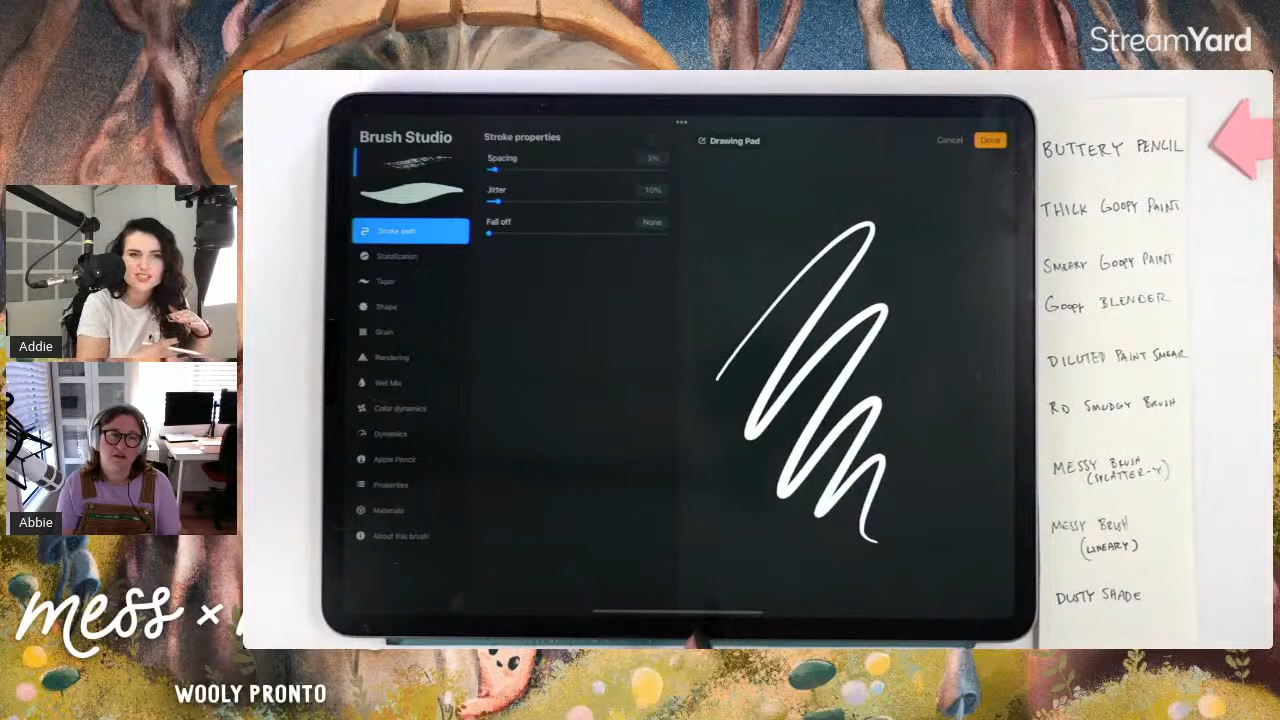 StreamYard
Brush Studio
Stroke path
Stabilization
Taper
Shape
Grain
Rendering
Wet Mix
Color dynamics
Dynamics
Apple Pencil
Properties
Materials
About this brush
Stroke properties
Spacing 3%
Jitter 10%
Fall off None
Drawing Pad
Cancel
Done
BUTTERY PENCIL
THICK GOOPY PAINT
SMEARY GOOPY PAINT
GOOPY BLENDER
DILUTED PAINT SMEAR
RD SMUDGY BRUSH
MESSY BRUSH
(SPLATTER-Y)
MESSY BRUSH
(LINEARY)
DUSTY SHADE
Addie
Abbie
mess ×
WOOLY PRONTO